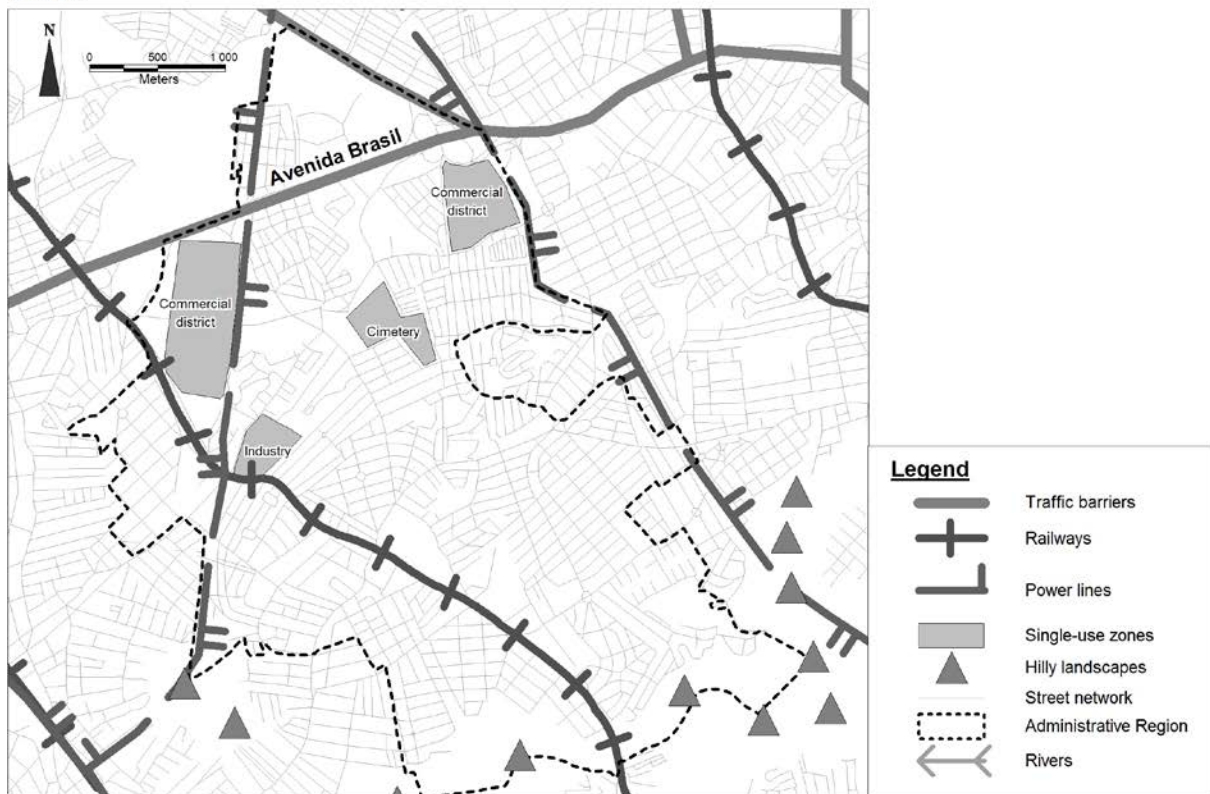 N
0 500 1 000
Meters
Avenida Brasil
Commercial
district
Commercial
district
Cimetery
Industry
Legend
Traffic barriers
Railways
Power lines
Single-use zones
Hilly landscapes
Street network
Administrative Region
Rivers